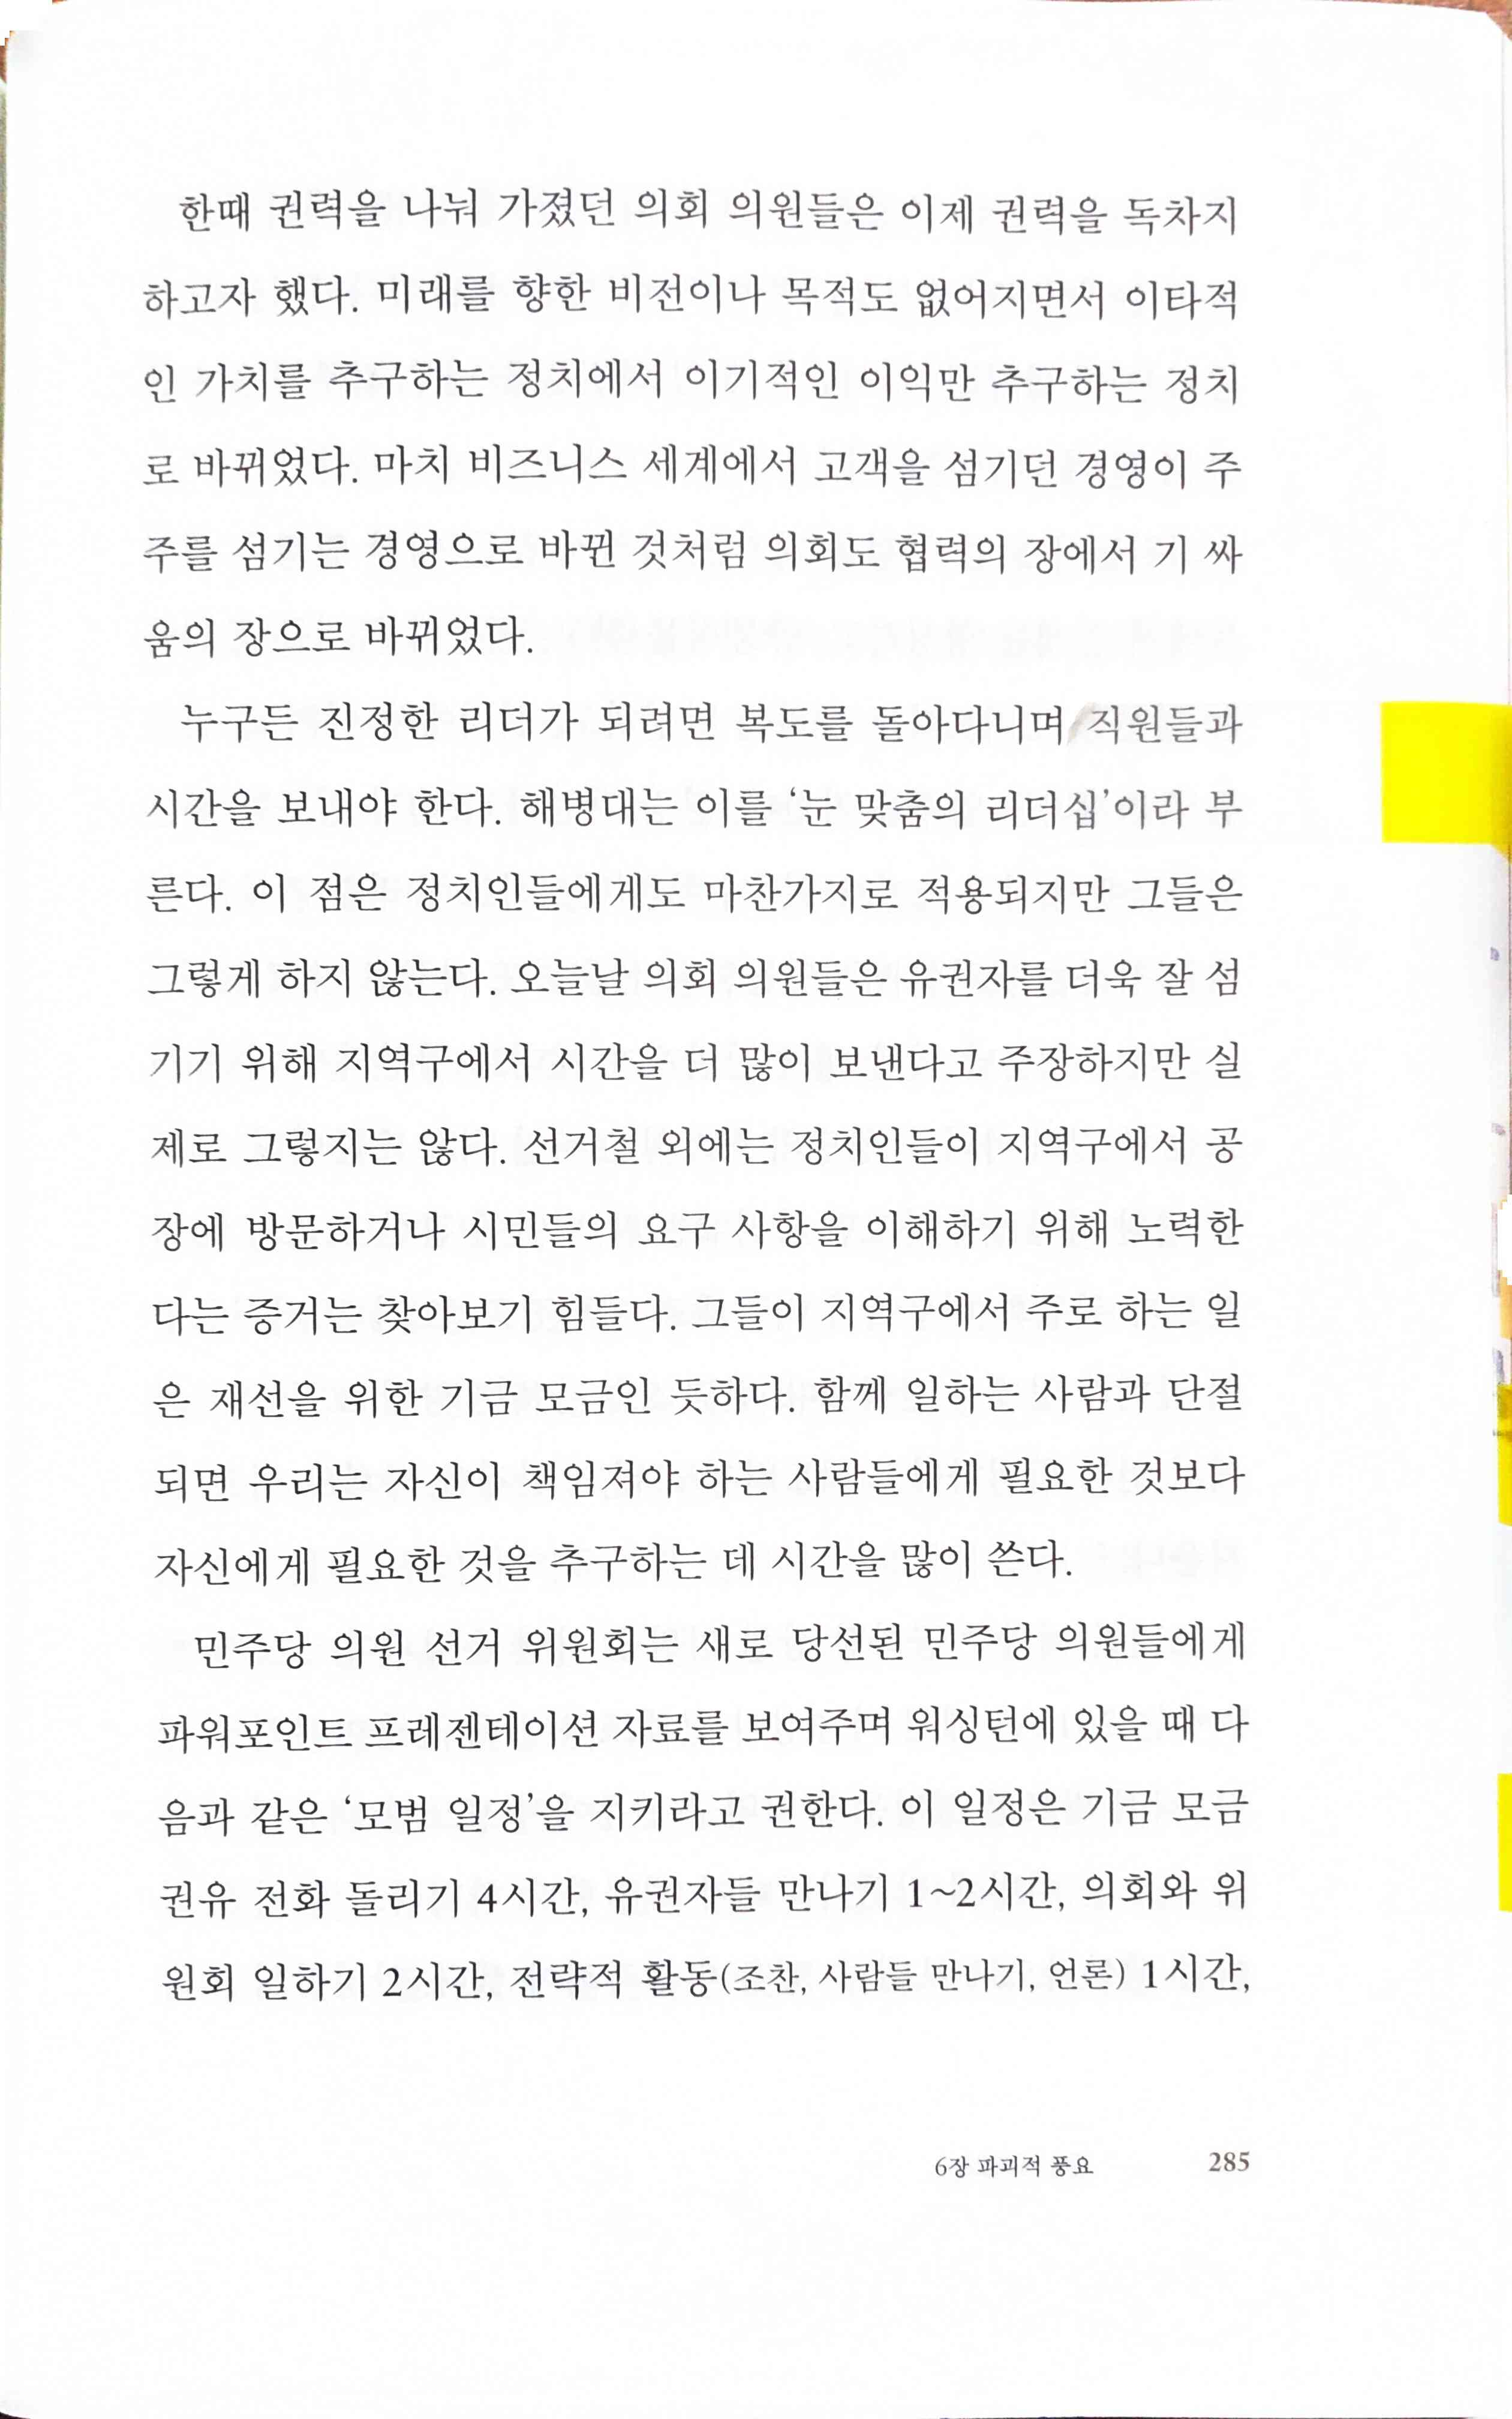 한때 권력을 나눠 가졌던 의회 의원들은 이제 권력을 독차지
하고자 했다. 미래를 향한 비전이나 목적도 없어지면서 이타적
인 가치를 추구하는 정치에서 이기적인 이익만 추구하는 정치
로 바뀌었다. 마치 비즈니스 세계에서 고객을 섬기던 경영이 주
주를 섬기는 경영으로 바뀐 것처럼 의회도 협력의 장에서 기 싸
움의 장으로 바뀌었다.
누구든 진정한 리더가 되려면 복도를 돌아다니며 직원들과
시간을 보내야 한다. 해병대는 이를 ‘눈 맞춤의 리더십’이라 부
른다. 이 점은 정치인들에게도 마찬가지로 적용되지만 그들은
그렇게 하지 않는다. 오늘날 의회 의원들은 유권자를 더욱 잘 섬
기기 위해 지역구에서 시간을 더 많이 보낸다고 주장하지만 실
제로 그렇지는 않다. 선거철 외에는 정치인들이 지역구에서 공
장에 방문하거나 시민들의 요구 사항을 이해하기 위해 노력한
다는 증거는 찾아보기 힘들다. 그들이 지역구에서 주로 하는 일
은 재선을 위한 기금 모금인 듯하다. 함께 일하는 사람과 단절
되면 우리는 자신이 책임져야 하는 사람들에게 필요한 것보다
자신에게 필요한 것을 추구하는 데 시간을 많이 쓴다.
민주당 의원 선거 위원회는 새로 당선된 민주당 의원들에게
파워포인트 프레젠테이션 자료를 보여주며 워싱턴에 있을 때 다
음과 같은 ‘모범 일정’을 지키라고 권한다. 이 일정은 기금 모금
권유 전화 돌리기 4시간, 유권자들 만나기 1~2시간, 의회와 위
원회 일하기 2시간, 전략적 활동(조찬, 사람들 만나기, 언론) 1시간,
6장 파괴적 풍요 285